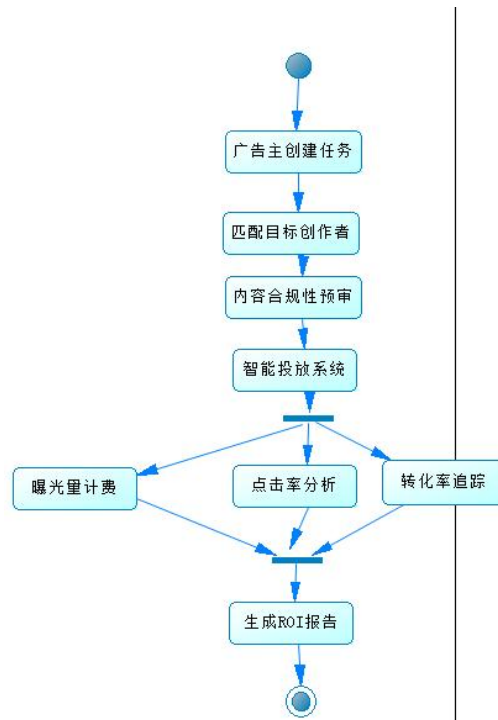 广告主创建任务
匹配目标创作者
内容合规性预审
智能投放系统
曝光量计费
点击率分析
转化率追踪
生成ROI报告